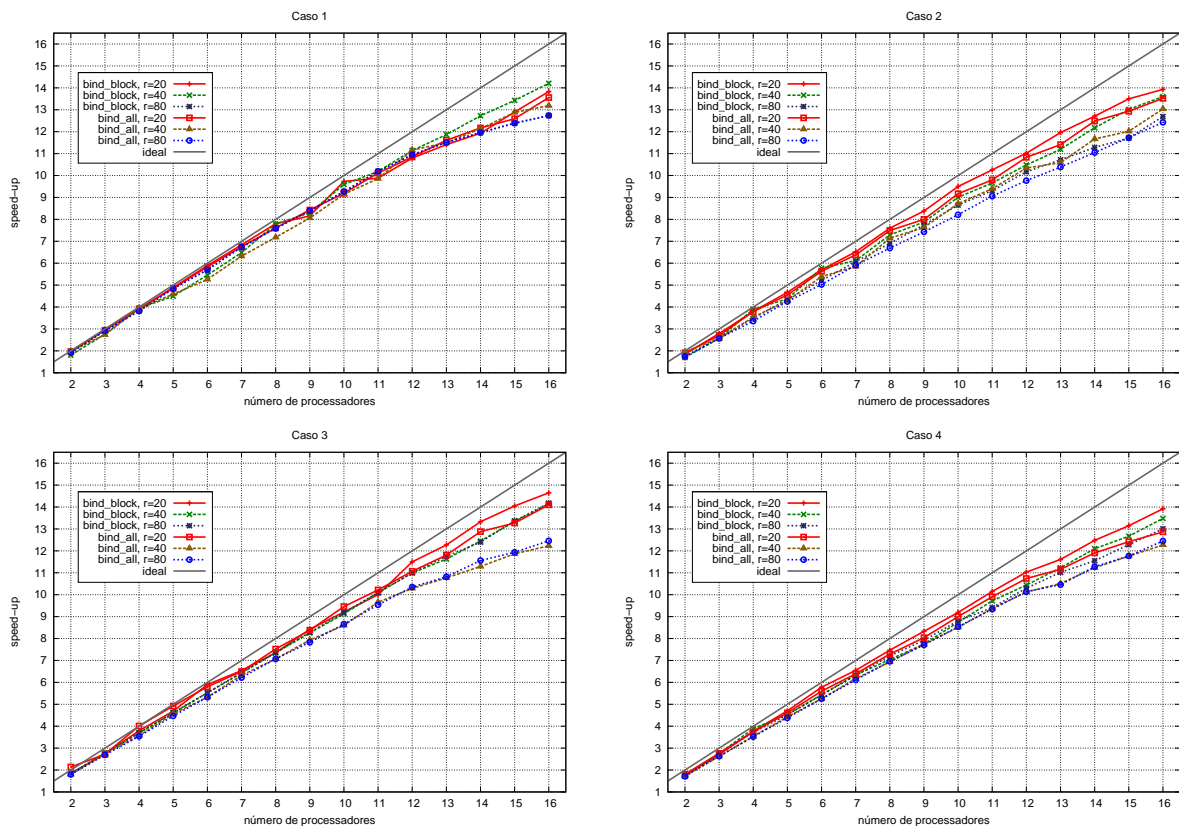 Caso 1
16
15
14
13
12
11
10
9
8
7
6
5
4
3
2
1
speed-up
bind_block, r=20
bind_block, r=40
bind_block, r=80
bind_all, r=20
bind_all, r=40
bind_all, r=80
ideal
2 3 4 5 6 7 8 9 10 11 12 13 14 15 16
número de processadores
Caso 2
16
15
14
13
12
11
10
9
8
7
6
5
4
3
2
1
speed-up
bind_block, r=20
bind_block, r=40
bind_block, r=80
bind_all, r=20
bind_all, r=40
bind_all, r=80
ideal
2 3 4 5 6 7 8 9 10 11 12 13 14 15 16
número de processadores
Caso 3
16
15
14
13
12
11
10
9
8
7
6
5
4
3
2
1
speed-up
bind_block, r=20
bind_block, r=40
bind_block, r=80
bind_all, r=20
bind_all, r=40
bind_all, r=80
ideal
2 3 4 5 6 7 8 9 10 11 12 13 14 15 16
número de processadores
Caso 4
16
15
14
13
12
11
10
9
8
7
6
5
4
3
2
1
speed-up
bind_block, r=20
bind_block, r=40
bind_block, r=80
bind_all, r=20
bind_all, r=40
bind_all, r=80
ideal
2 3 4 5 6 7 8 9 10 11 12 13 14 15 16
número de processadores